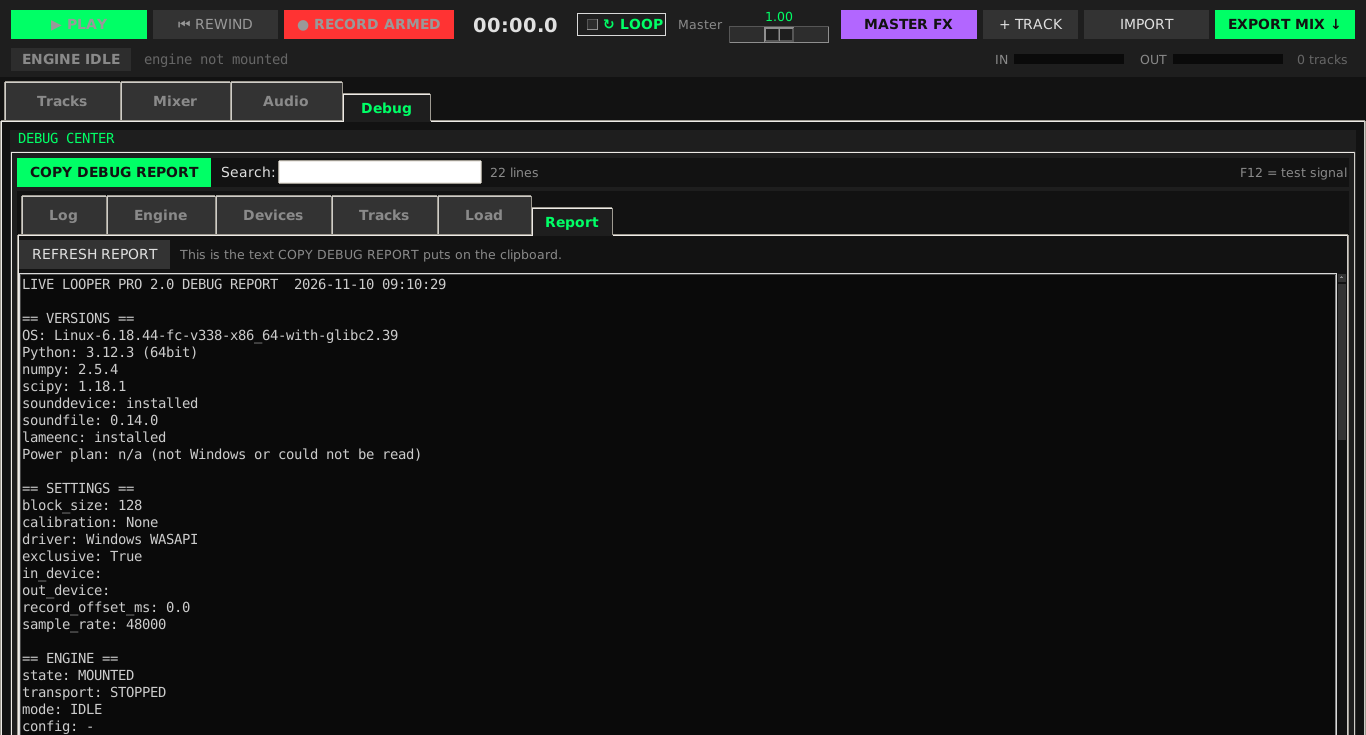 ▶ PLAY ⏮ REWIND ● RECORD ARMED 00:00.0 ↻ LOOP Master 1.00 MASTER FX + TRACK IMPORT EXPORT MIX ↓
ENGINE IDLE engine not mounted IN OUT 0 tracks
Tracks Mixer Audio Debug
DEBUG CENTER
COPY DEBUG REPORT Search: 22 lines F12 = test signal
Log Engine Devices Tracks Load Report
REFRESH REPORT This is the text COPY DEBUG REPORT puts on the clipboard.
LIVE LOOPER PRO 2.0 DEBUG REPORT  2026-11-10 09:10:29
== VERSIONS ==
OS: Linux-6.18.44-fc-v338-x86_64-with-glibc2.39
Python: 3.12.3 (64bit)
numpy: 2.5.4
scipy: 1.18.1
sounddevice: installed
soundfile: 0.14.0
lameenc: installed
Power plan: n/a (not Windows or could not be read)
== SETTINGS ==
block_size: 128
calibration: None
driver: Windows WASAPI
exclusive: True
in_device:
out_device:
record_offset_ms: 0.0
sample_rate: 48000
== ENGINE ==
state: MOUNTED
transport: STOPPED
mode: IDLE
config: -